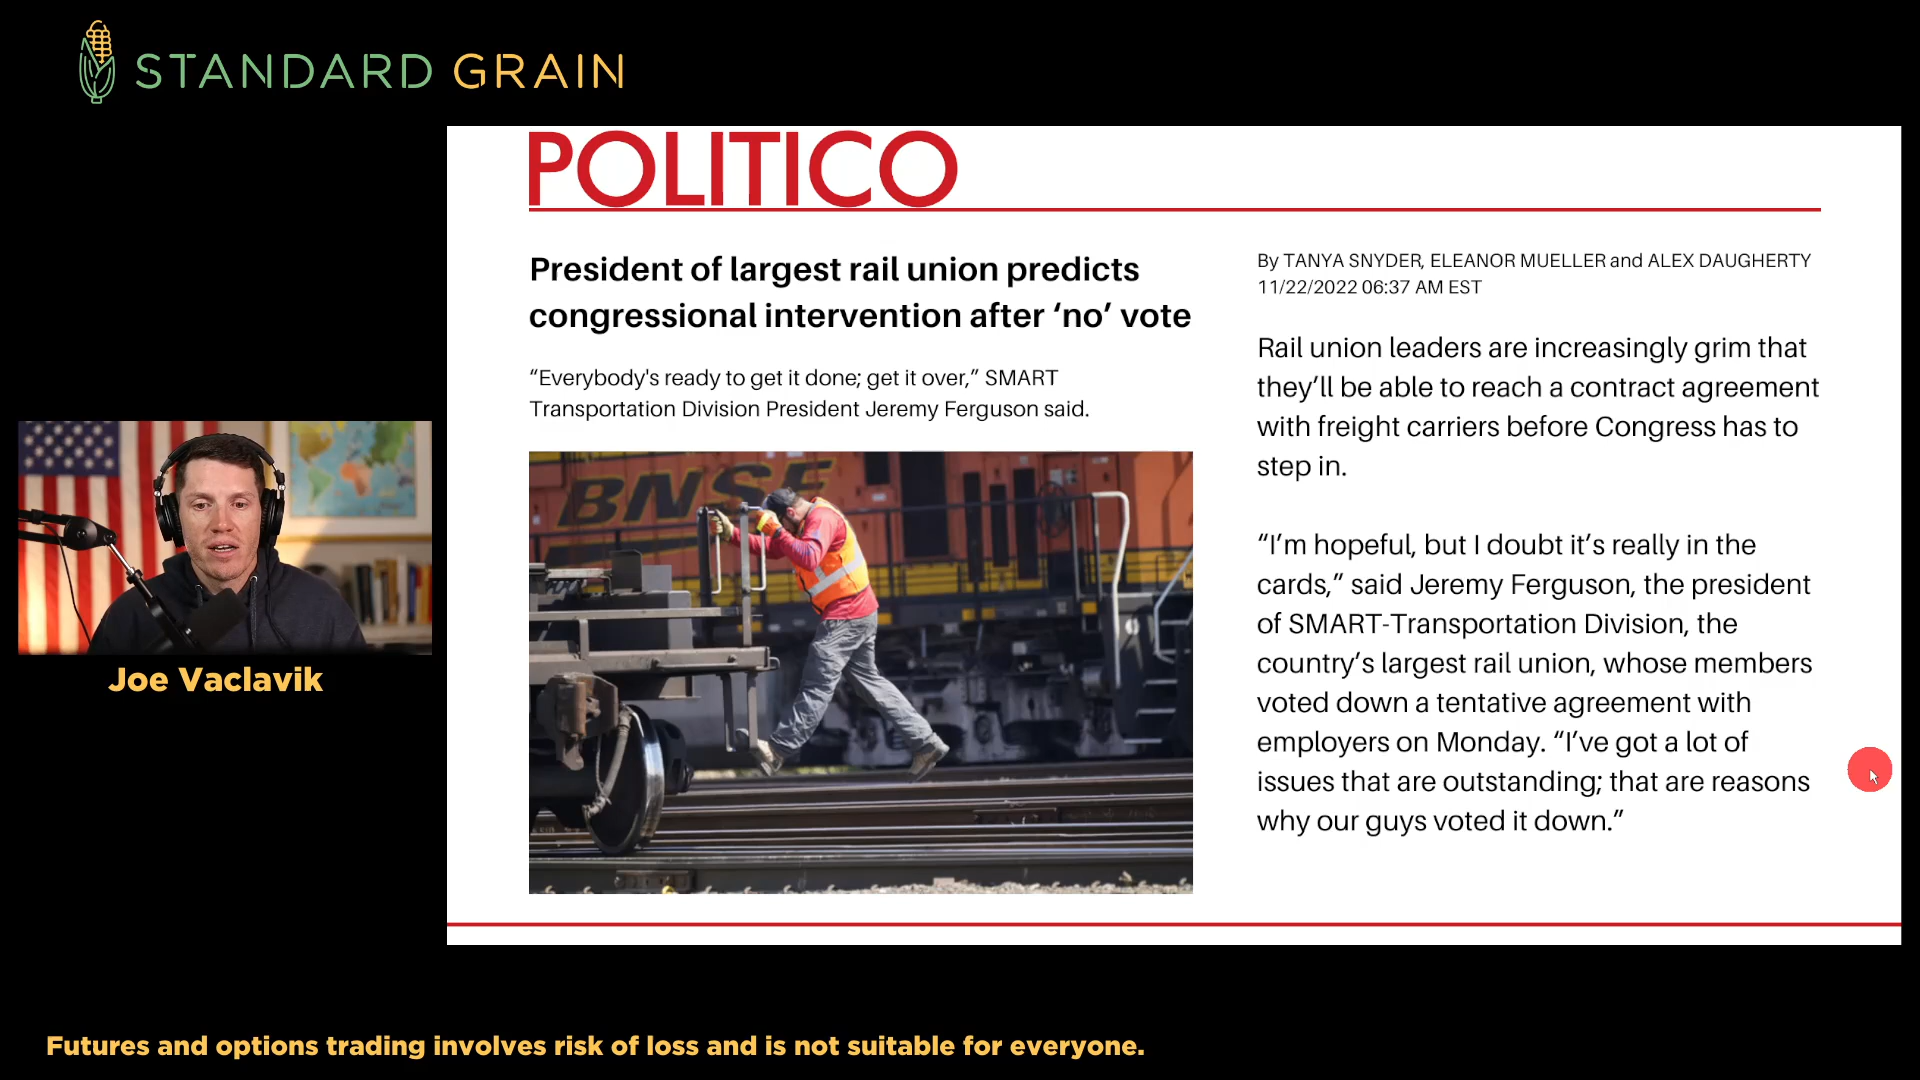 STANDARD GRAIN
POLITICO
President of largest rail union predicts
congressional intervention after ‘no’ vote
“Everybody's ready to get it done; get it over,” SMART
Transportation Division President Jeremy Ferguson said.
BNSF
By TANYA SNYDER, ELEANOR MUELLER and ALEX DAUGHERTY
11/22/2022 06:37 AM EST
Rail union leaders are increasingly grim that
they’ll be able to reach a contract agreement
with freight carriers before Congress has to
step in.
“I’m hopeful, but I doubt it’s really in the
cards,” said Jeremy Ferguson, the president
of SMART-Transportation Division, the
country’s largest rail union, whose members
voted down a tentative agreement with
employers on Monday. “I’ve got a lot of
issues that are outstanding; that are reasons
why our guys voted it down.”
Joe Vaclavik
Futures and options trading involves risk of loss and is not suitable for everyone.